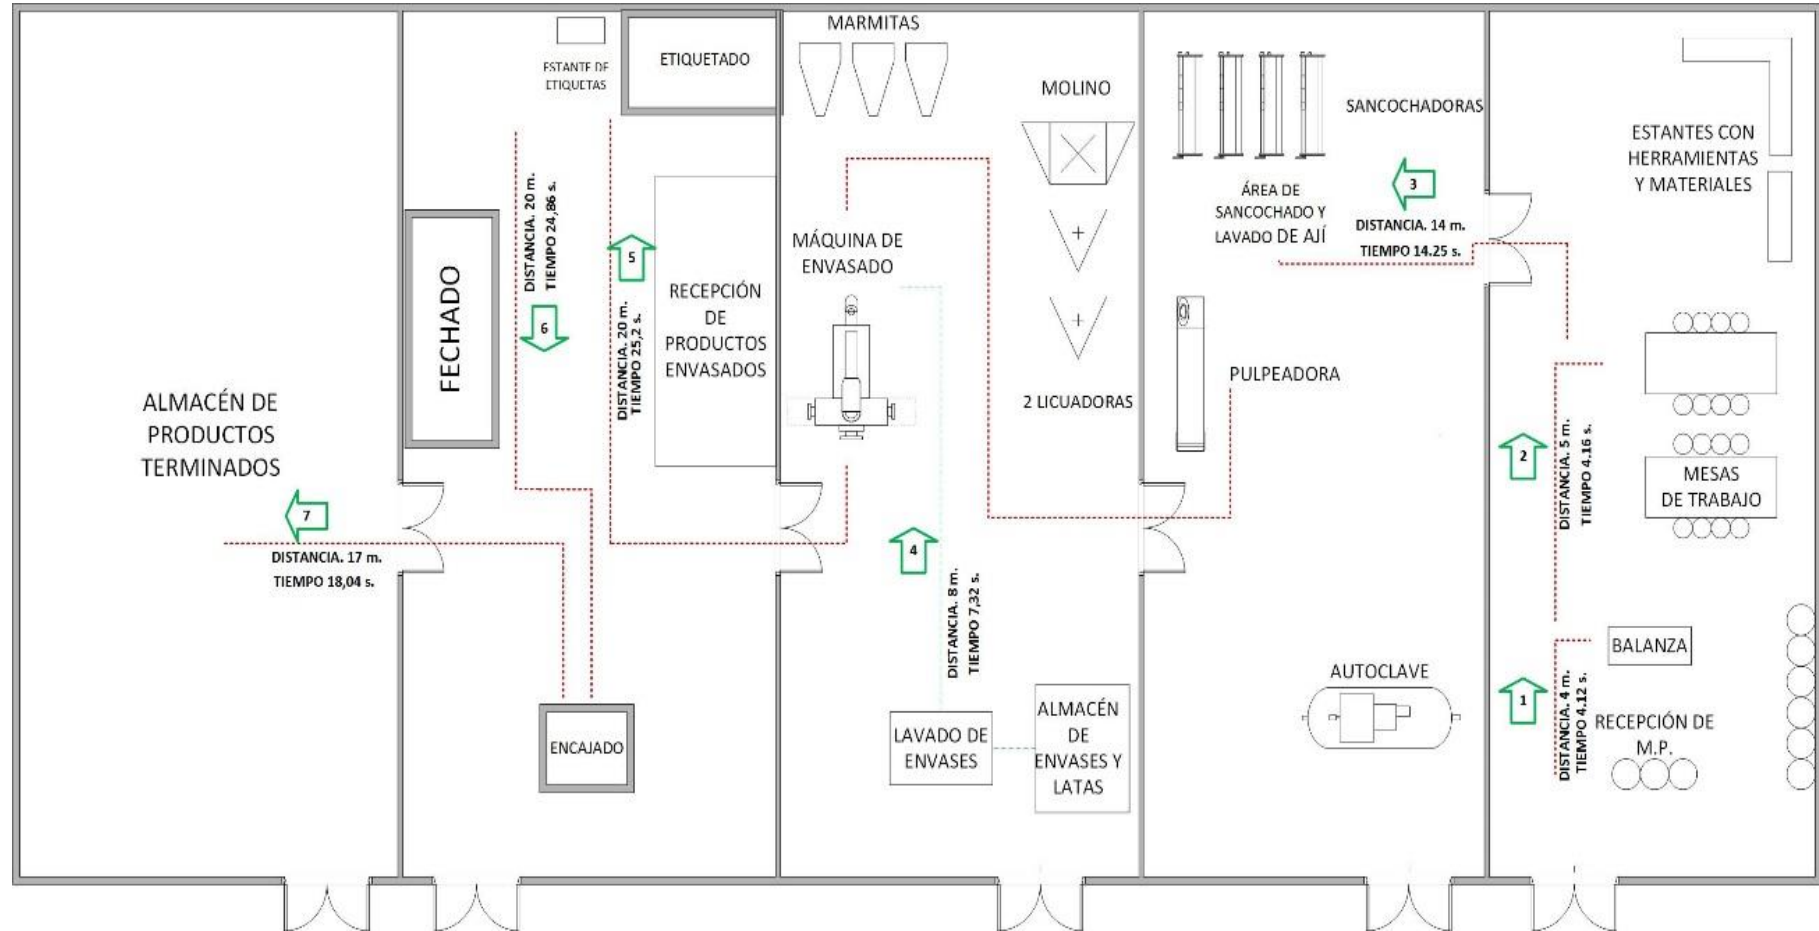 MARMITAS
ESTANTE DE
ETIQUETAS
ETIQUETADO
MOLINO
SANCOCHADORAS
ESTANTES CON
HERRAMIENTAS
Y MATERIALES
3
ÁREA DE
SANCOCHADO Y
LAVADO DE AJÍ
DISTANCIA. 14 m.
TIEMPO 14.25 s.
DISTANCIA. 20 m.
TIEMPO 24,86 s.
6
5
DISTANCIA. 20 m.
TIEMPO 25,2 s.
MÁQUINA DE
ENVASADO
FECHADO
RECEPCIÓN
DE
PRODUCTOS
ENVASADOS
PULPEADORA
2 LICUADORAS
ALMACÉN DE
PRODUCTOS
TERMINADOS
2
DISTANCIA. 5 m.
TIEMPO 4.16 s.
MESAS
DE TRABAJO
7
DISTANCIA. 17 m.
TIEMPO 18,04 s.
4
DISTANCIA. 8 m.
TIEMPO 7,32 s.
BALANZA
AUTOCLAVE
1
DISTANCIA. 4 m.
TIEMPO 4.12 s.
RECEPCIÓN DE
M.P.
ENCAJADO
LAVADO DE
ENVASES
ALMACÉN
DE
ENVASES Y
LATAS